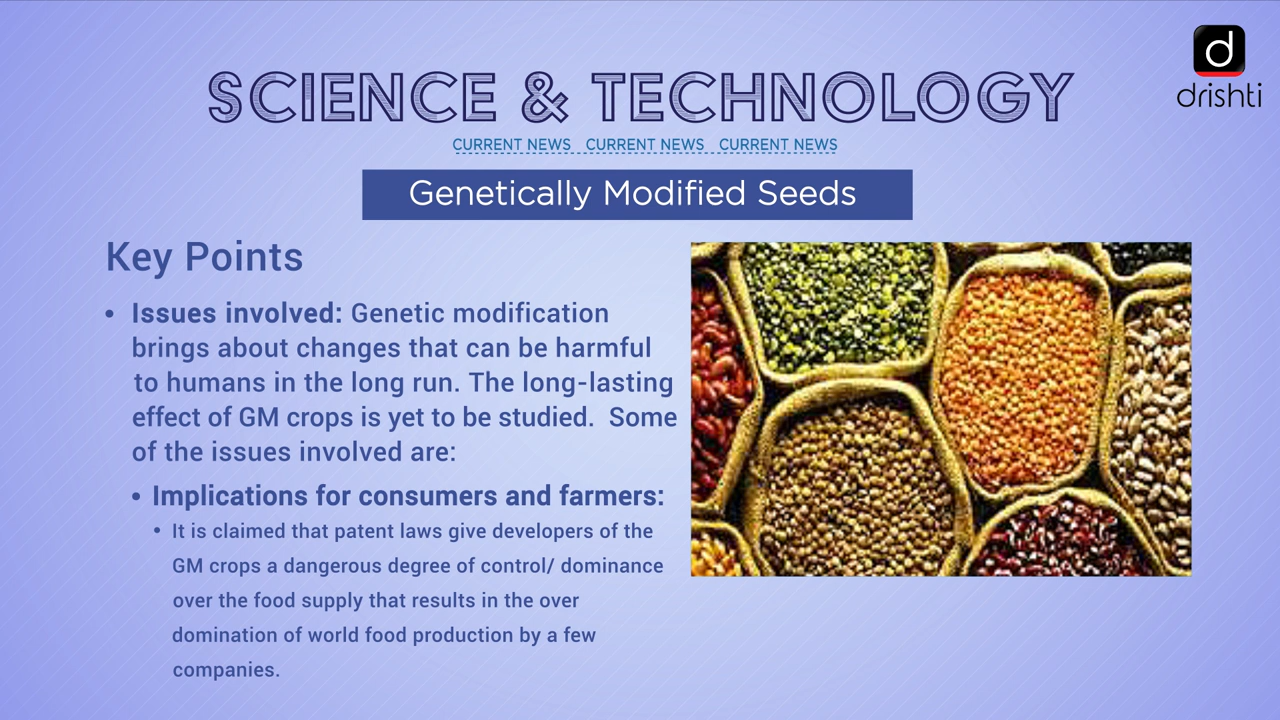 d
drishti
SCIENCE & TECHNOLOGY
CURRENT NEWS CURRENT NEWS CURRENT NEWS
Genetically Modified Seeds
Key Points
• Issues involved: Genetic modification
brings about changes that can be harmful
to humans in the long run. The long-lasting
effect of GM crops is yet to be studied. Some
of the issues involved are:
• Implications for consumers and farmers:
• It is claimed that patent laws give developers of the
GM crops a dangerous degree of control/ dominance
over the food supply that results in the over
domination of world food production by a few
companies.